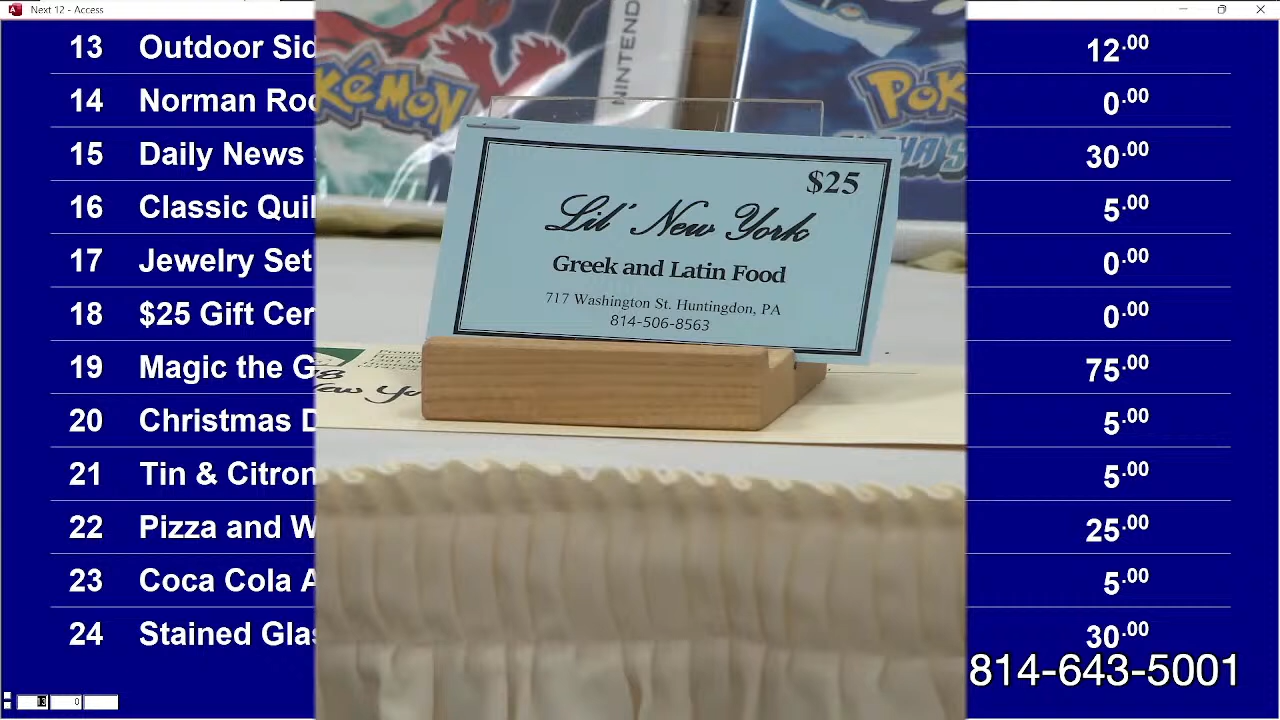 Next 12 - Access
13 Outdoor Sid 12.00
14 Norman Roc 0.00
15 Daily News 30.00
16 Classic Quil 5.00
17 Jewelry Set 0.00
18 $25 Gift Cer 0.00
19 Magic the G 75.00
20 Christmas D 5.00
21 Tin & Citron 5.00
22 Pizza and W 25.00
23 Coca Cola A 5.00
24 Stained Glas 30.00
814-643-5001
13 0
Pokémon
NINTEND
POK
$25
Lil' New York
Greek and Latin Food
717 Washington St. Huntingdon, PA
814-506-8563